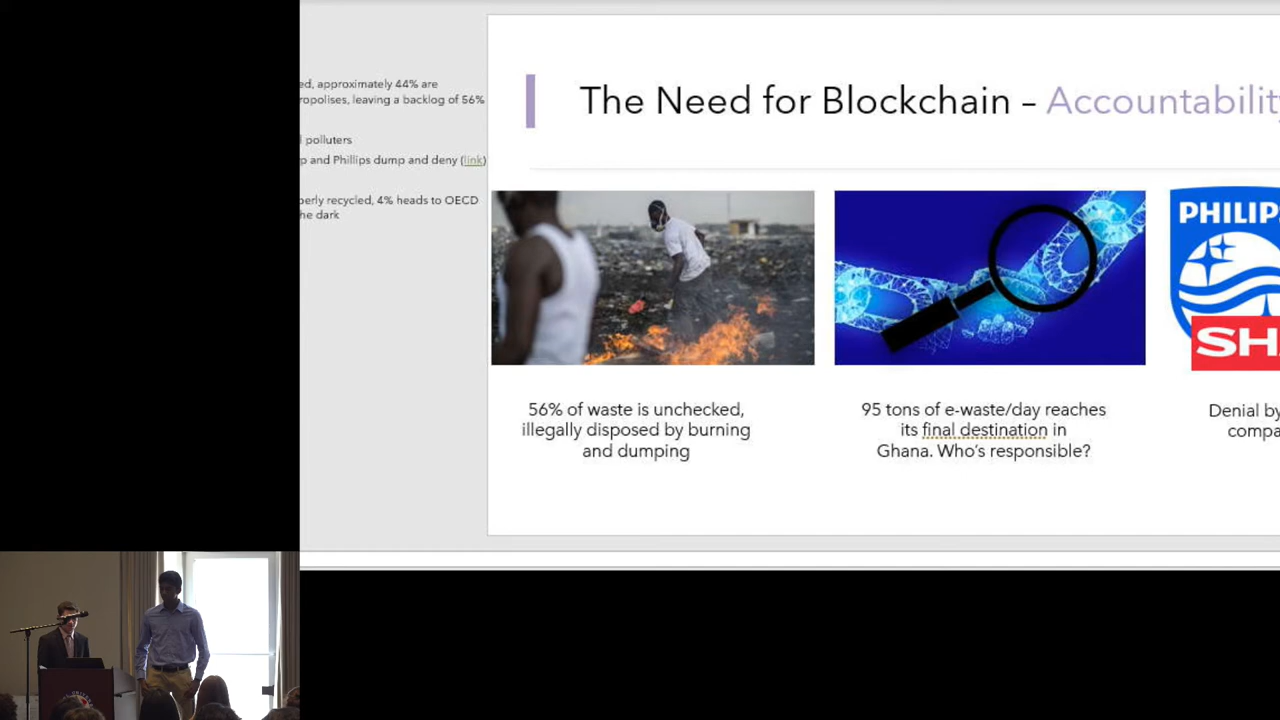 ed, approximately 44% are
ropolises, leaving a backlog of 56%
polluters
p and Phillips dump and deny (link)
perly recycled, 4% heads to OECD
he dark
The Need for Blockchain – Accountability
PHILIP
SH
56% of waste is unchecked,
illegally disposed by burning
and dumping
95 tons of e-waste/day reaches
its final destination in
Ghana. Who's responsible?
Denial by
compa